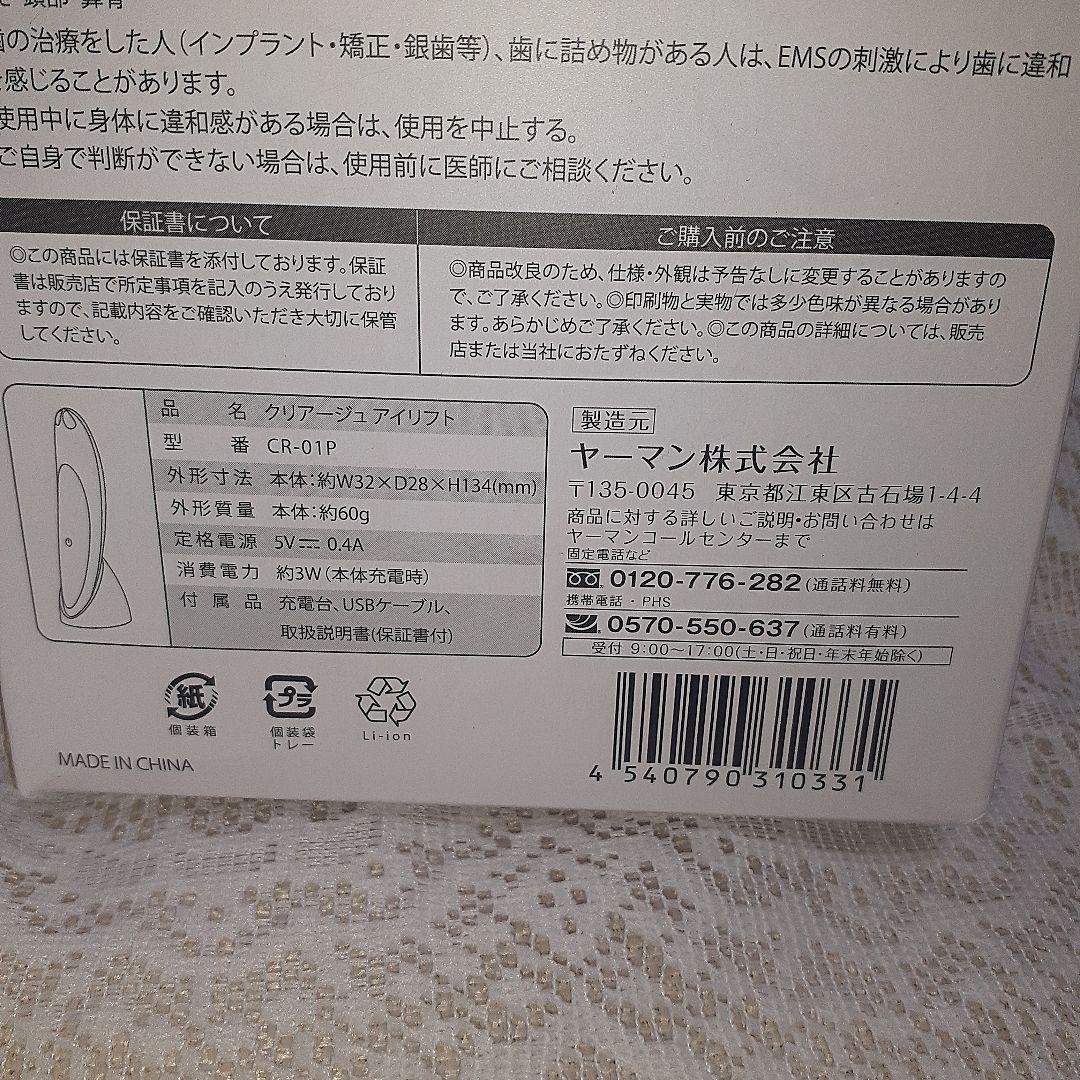 の治療をした人(インプラント・矯正・銀歯等)、歯に詰め物がある人は、EMSの刺激により歯に違和
感じることがあります。
使用中に身体に違和感がある場合は、使用を中止する。
ご自身で判断ができない場合は、使用前に医師にご相談ください。
保証書について
◎この商品には保証書を添付しております。保証
書は販売店で所定事項を記入のうえ発行しており
ますので、記載内容をご確認いただき大切に保管
してください。
ご購入前のご注意
◎商品改良のため、仕様・外観は予告なしに変更することがありますの
で、ご了承ください。◎印刷物と実物では多少色味が異なる場合があり
ます。あらかじめご了承ください。◎この商品の詳細については、販売
店または当社におたずねください。
品 名 クリアージュ アイリフト
型 番 CR-01P
外形寸法 本体:約W32×D28×H134(mm)
外形質量 本体:約60g
定格電源 5V⎓0.4A
消費電力 約3W(本体充電時)
付属品 充電台、USBケーブル、
取扱説明書(保証書付)
製造元
ヤーマン株式会社
〒135-0045 東京都江東区古石場1-4-4
商品に対する詳しいご説明・お問い合わせは
ヤーマンコールセンターまで
固定電話など
0120-776-282(通話料無料)
携帯電話・PHS
0570-550-637(通話料有料)
受付 9:00〜17:00(土・日・祝日・年末年始除く)
紙
個装箱
プラ
個装袋
トレー
Li-ion
MADE IN CHINA
4 540790 310331